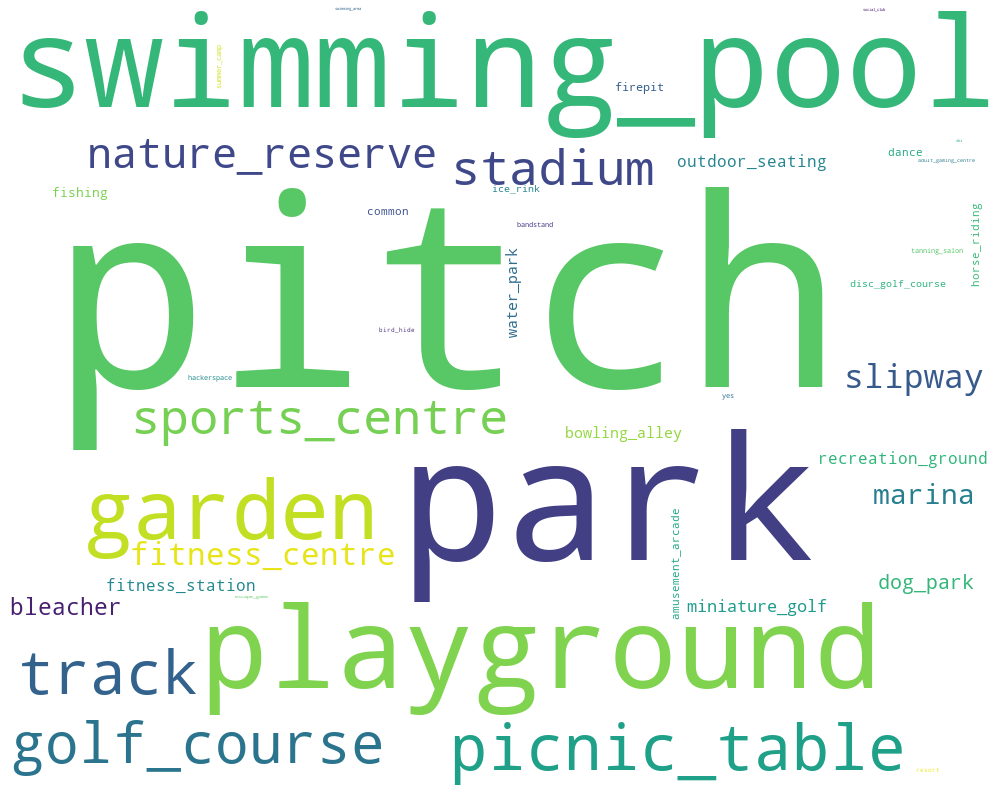 swimming_area
social_club
swimming_pool
summer_camp
firepit
nature_reserve
stadium
outdoor_seating
dance
adult_gaming_centre
fishing
ice_rink
common
bandstand
pitch
water_park
horse_riding
tanning_salon
disc_golf_course
bird_hide
hackerspace
slipway
yes
sports_centre
bowling_alley
park
recreation_ground
garden
marina
fitness_centre
amusement_arcade
fitness_station
dog_park
bleacher
miniature_golf
playground
track
golf_course
picnic_table
resort